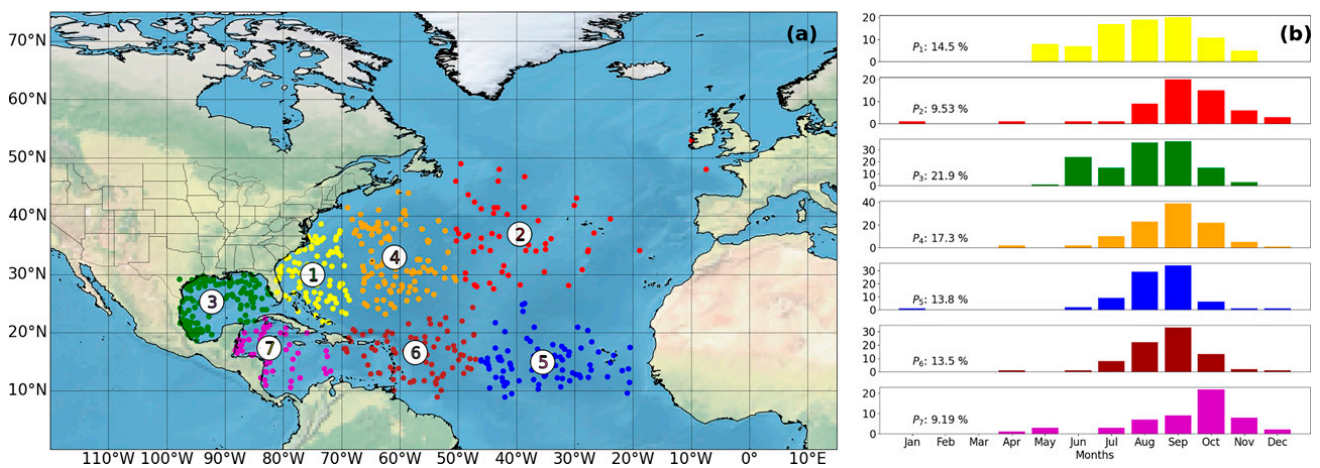 (a)
70°N
60°N
50°N
40°N
30°N
20°N
10°N
110°W 100°W 90°W 80°W 70°W 60°W 50°W 40°W 30°W 20°W 10°W 0° 10°E
1
2
3
4
5
6
7
(b)
20
10
0
P1: 14.5 %
20
10
0
P2: 9.53 %
30
20
10
0
P3: 21.9 %
40
20
0
P4: 17.3 %
30
20
10
0
P5: 13.8 %
30
20
10
0
P6: 13.5 %
20
10
0
P7: 9.19 %
Jan Feb Mar Apr May Jun Jul Aug Sep Oct Nov Dec
Months